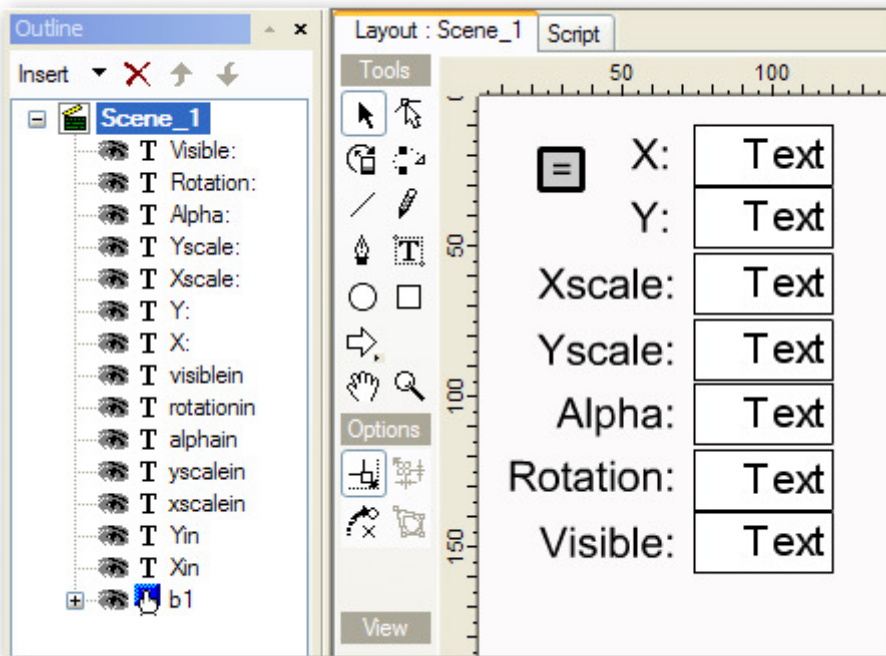 Outline
Insert
Scene_1
T Visible:
T Rotation:
T Alpha:
T Yscale:
T Xscale:
T Y:
T X:
T visiblein
T rotationin
T alphain
T yscalein
T xscalein
T Yin
T Xin
b1
Layout : Scene_1 Script
Tools
T
Options
View
50 100
0
50
100
150
=
X: Text
Y: Text
Xscale: Text
Yscale: Text
Alpha: Text
Rotation: Text
Visible: Text